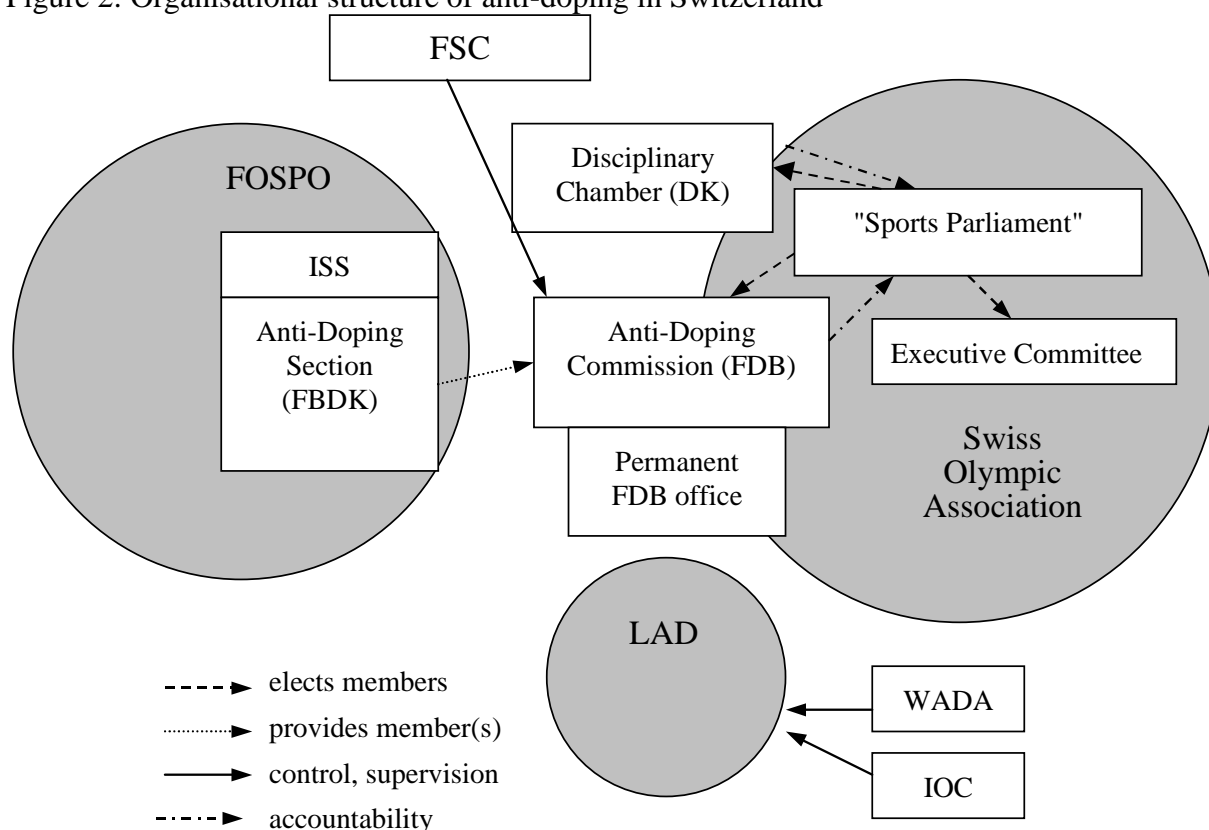 Figure 2: Organisational structure of anti-doping in Switzerland
FSC
Disciplinary
Chamber (DK)
FOSPO
"Sports Parliament"
ISS
Anti-Doping
Section
(FBDK)
Anti-Doping
Commission (FDB)
Executive Committee
Permanent
FDB office
Swiss
Olympic
Association
LAD
elects members
provides member(s)
control, supervision
accountability
WADA
IOC